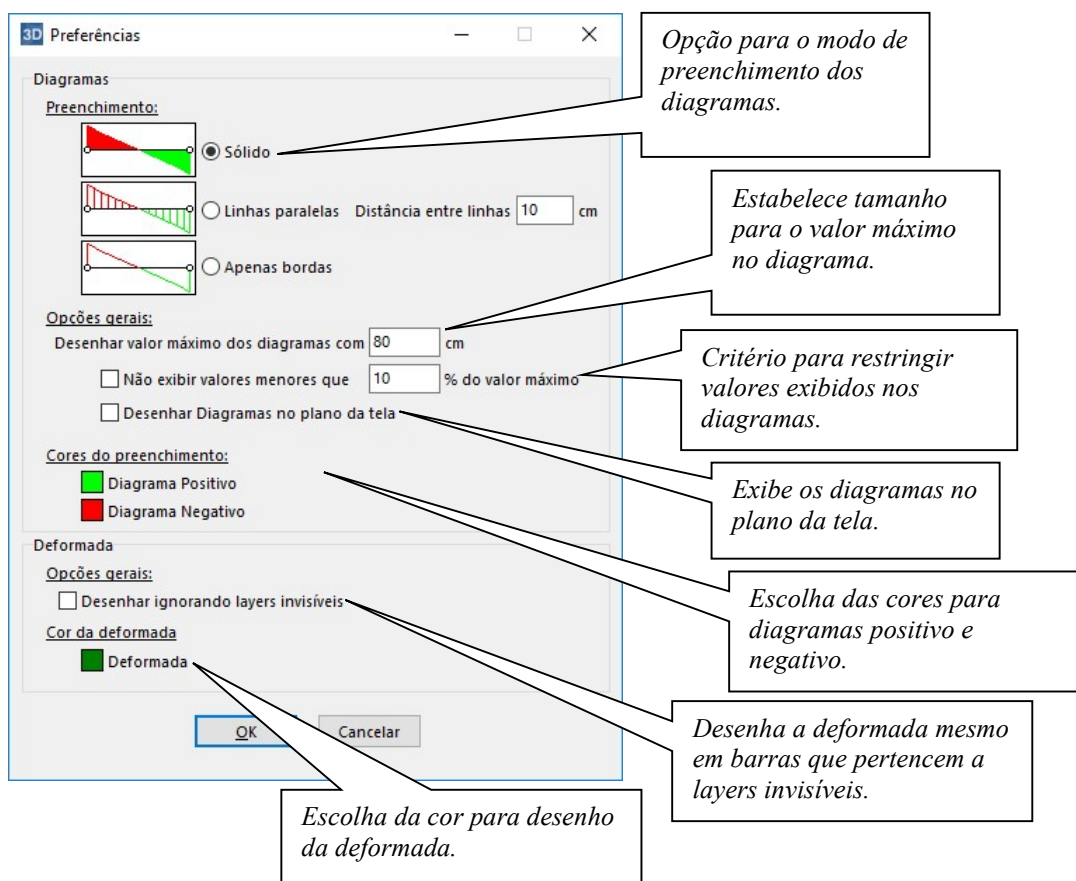 3D Preferências
Diagramas
Preenchimento:
Sólido
Linhas paralelas Distância entre linhas 10 cm
Apenas bordas
Opções gerais:
Desenhar valor máximo dos diagramas com 80 cm
Não exibir valores menores que 10 % do valor máximo
Desenhar Diagramas no plano da tela
Cores do preenchimento:
Diagrama Positivo
Diagrama Negativo
Deformada
Opções gerais:
Desenhar ignorando layers invisíveis
Cor da deformada
Deformada
OK Cancelar
Opção para o modo de
preenchimento dos
diagramas.
Estabelece tamanho
para o valor máximo
no diagrama.
Critério para restringir
valores exibidos nos
diagramas.
Exibe os diagramas no
plano da tela.
Escolha das cores para
diagramas positivo e
negativo.
Desenha a deformada mesmo
em barras que pertencem a
layers invisíveis.
Escolha da cor para desenho
da deformada.